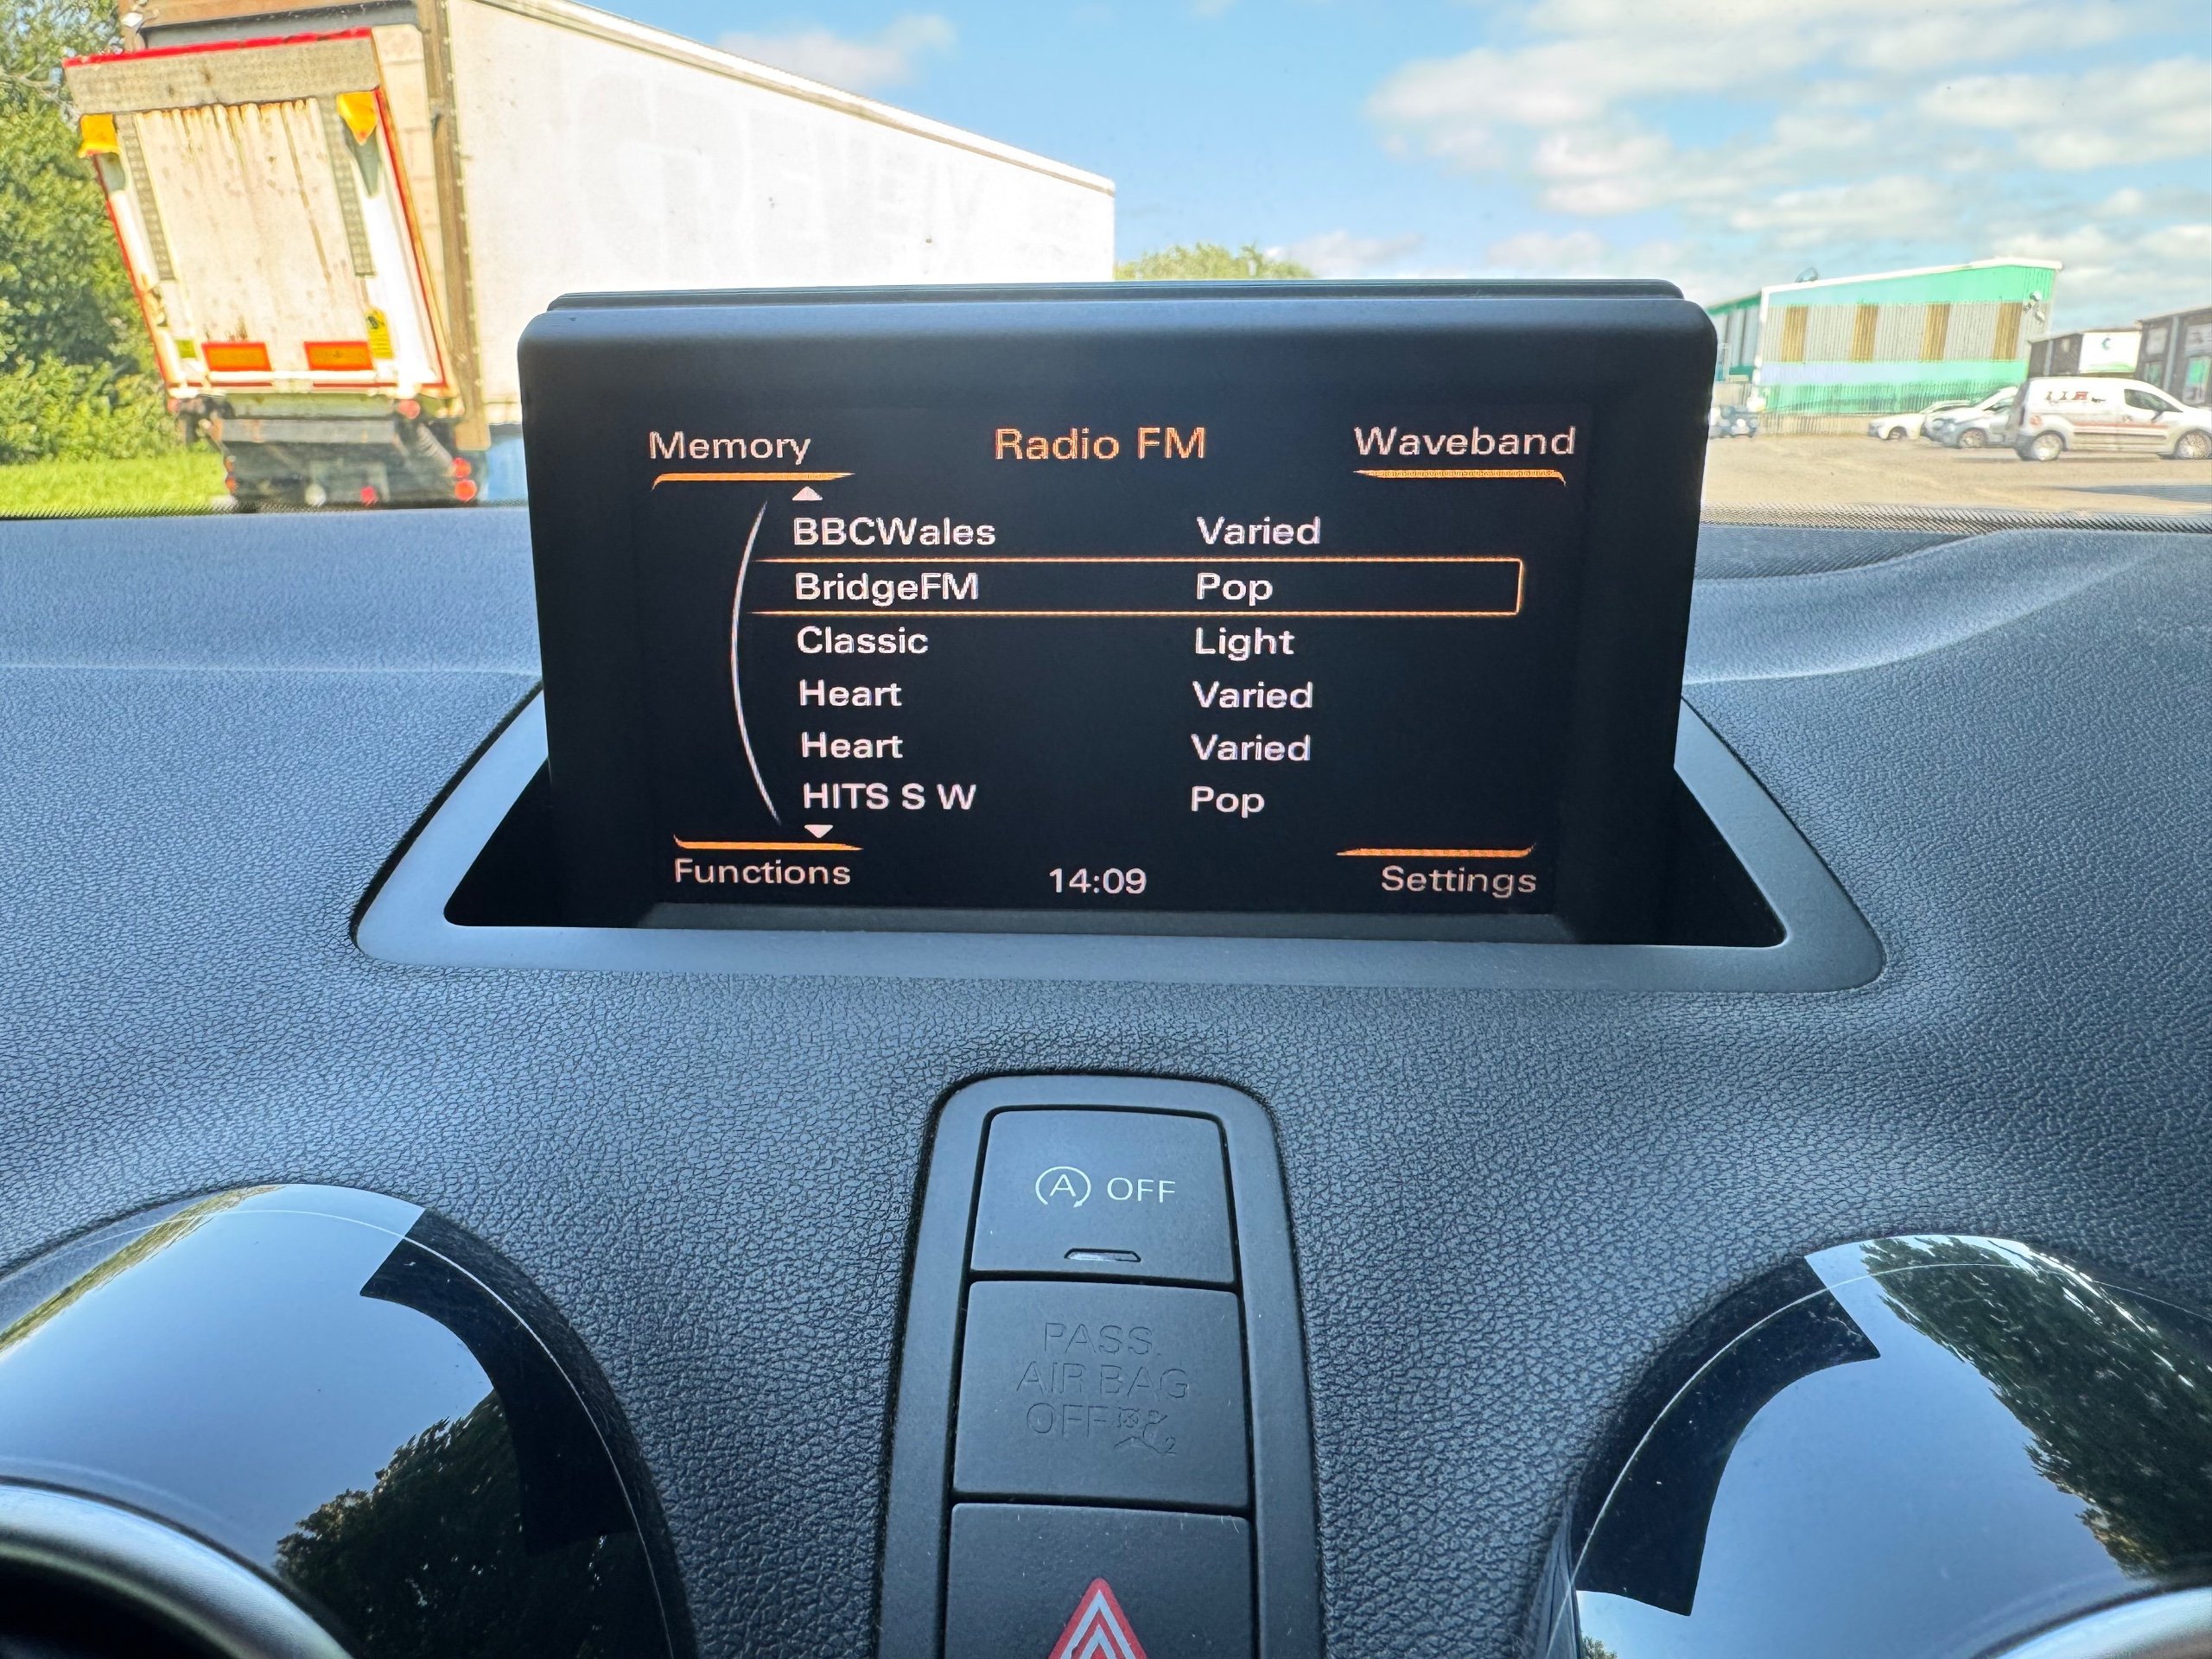 Memory Radio FM Waveband
BBCWales Varied
BridgeFM Pop
Classic Light
Heart Varied
Heart Varied
HITS S W Pop
Functions 14:09 Settings
A OFF
PASS.
AIR BAG
OFF